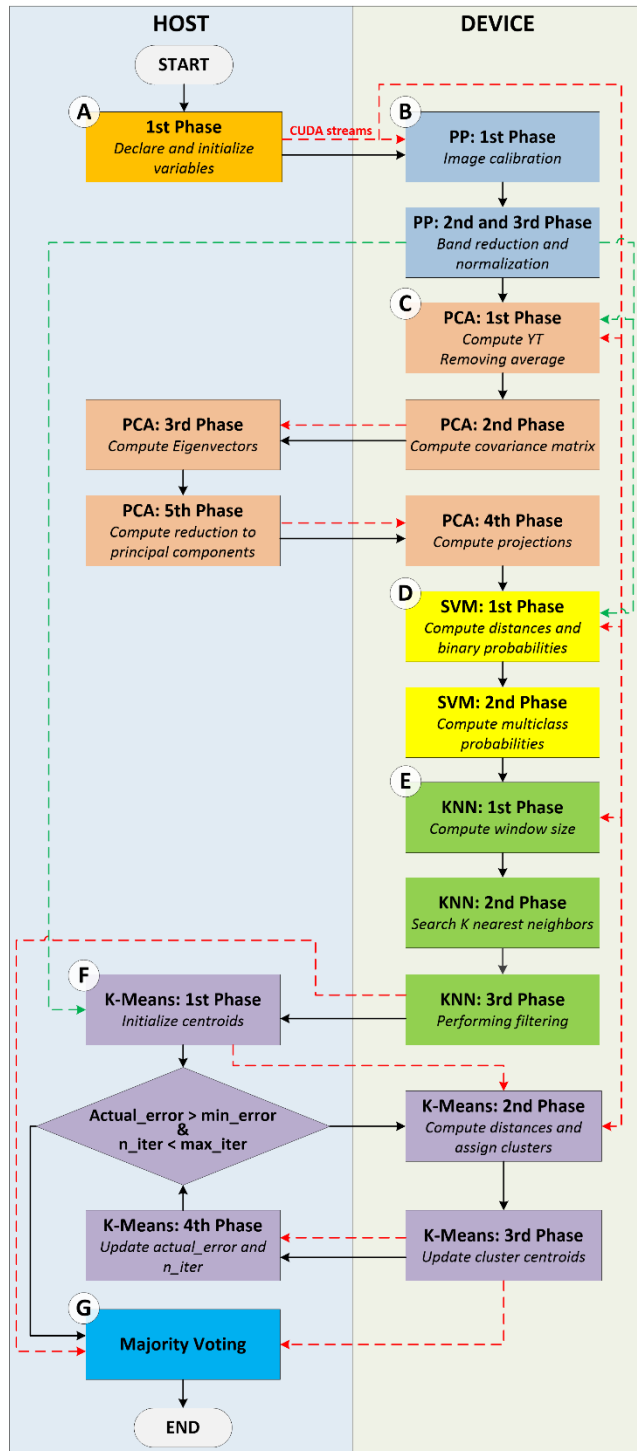 HOST
DEVICE
START
A
1st Phase
Declare and initialize
variables
CUDA streams
B
PP: 1st Phase
Image calibration
PP: 2nd and 3rd Phase
Band reduction and
normalization
C
PCA: 1st Phase
Compute YT
Removing average
PCA: 3rd Phase
Compute Eigenvectors
PCA: 2nd Phase
Compute covariance matrix
PCA: 5th Phase
Compute reduction to
principal components
PCA: 4th Phase
Compute projections
D
SVM: 1st Phase
Compute distances and
binary probabilities
SVM: 2nd Phase
Compute multiclass
probabilities
E
KNN: 1st Phase
Compute window size
KNN: 2nd Phase
Search K nearest neighbors
F
K-Means: 1st Phase
Initialize centroids
KNN: 3rd Phase
Performing filtering
Actual_error > min_error
&
n_iter < max_iter
K-Means: 2nd Phase
Compute distances and
assign clusters
K-Means: 4th Phase
Update actual_error and
n_iter
K-Means: 3rd Phase
Update cluster centroids
G
Majority Voting
END